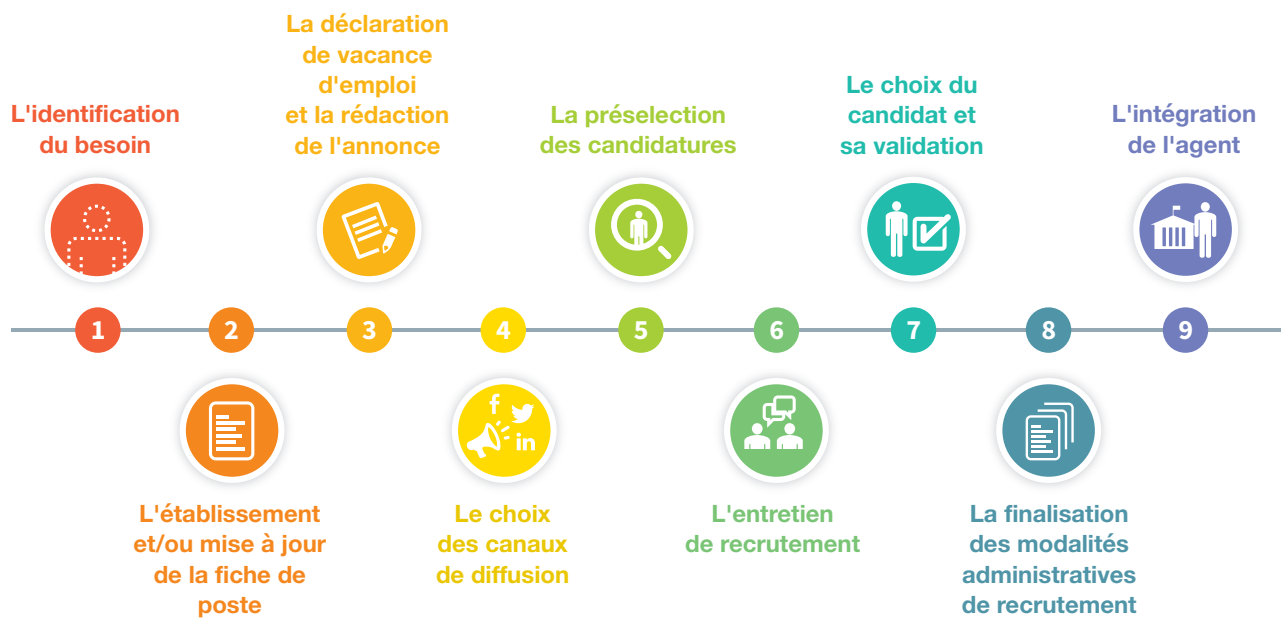 L'identification
du besoin
1
2
L'établissement
et/ou mise à jour
de la fiche de
poste
La déclaration
de vacance
d'emploi
et la rédaction
de l'annonce
3
4
f
in
Le choix
des canaux
de diffusion
La préselection
des candidatures
5
6
L'entretien
de recrutement
Le choix du
candidat et
sa validation
7
8
La finalisation
des modalités
administratives
de recrutement
L'intégration
de l'agent
9